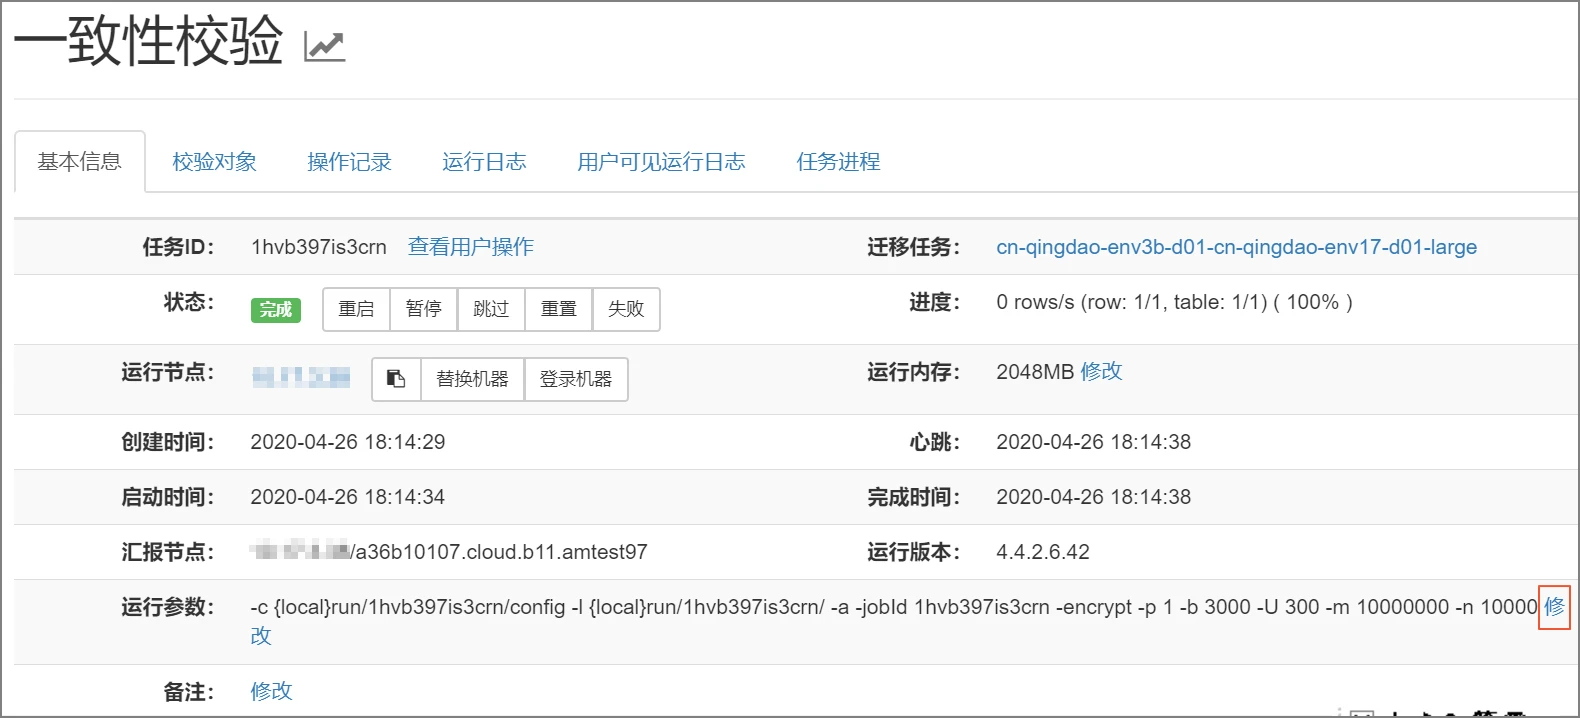 一致性校验
基本信息 校验对象 操作记录 运行日志 用户可见运行日志 任务进程
任务ID： 1hvb397is3crn 查看用户操作 迁移任务： cn-qingdao-env3b-d01-cn-qingdao-env17-d01-large
状态： 完成 重启 暂停 跳过 重置 失败 进度： 0 rows/s (row: 1/1, table: 1/1) ( 100% )
运行节点： 替换机器 登录机器 运行内存： 2048MB 修改
创建时间： 2020-04-26 18:14:29 心跳： 2020-04-26 18:14:38
启动时间： 2020-04-26 18:14:34 完成时间： 2020-04-26 18:14:38
汇报节点： /a36b10107.cloud.b11.amtest97 运行版本： 4.4.2.6.42
运行参数： -c {local}run/1hvb397is3crn/config -l {local}run/1hvb397is3crn/ -a -jobId 1hvb397is3crn -encrypt -p 1 -b 3000 -U 300 -m 10000000 -n 10000 修
改
备注： 修改